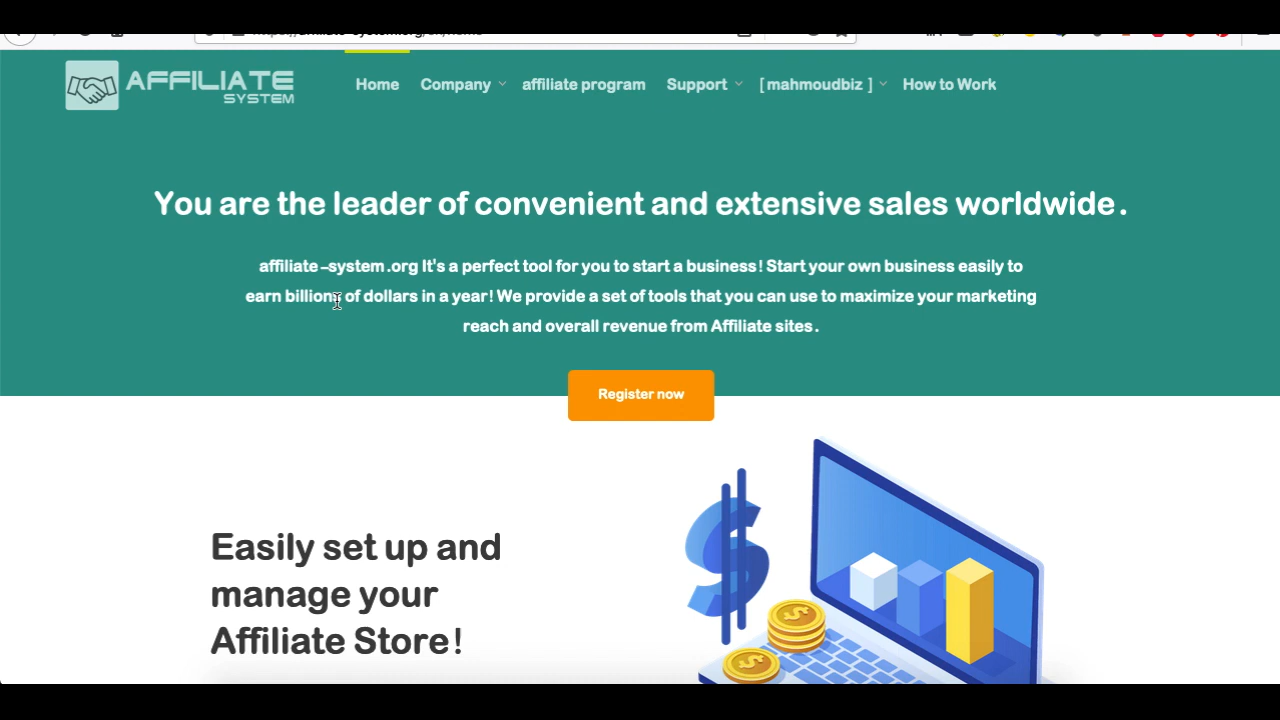 AFFILIATE
SYSTEM
Home Company affiliate program Support [ mahmoudbiz ] How to Work
You are the leader of convenient and extensive sales worldwide.
affiliate-system.org It's a perfect tool for you to start a business! Start your own business easily to
earn billions of dollars in a year! We provide a set of tools that you can use to maximize your marketing
reach and overall revenue from Affiliate sites.
Register now
Easily set up and
manage your
Affiliate Store!